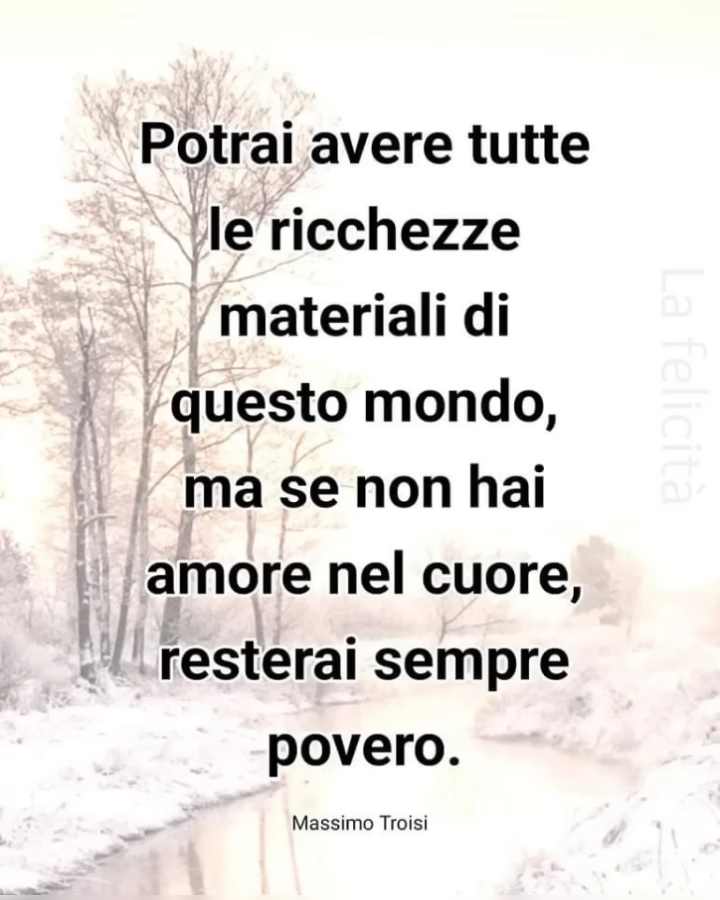 Potrai avere tutte
le ricchezze
materiali di
questo mondo,
ma se non hai
amore nel cuore,
resterai sempre
povero.
Massimo Troisi
La felicità